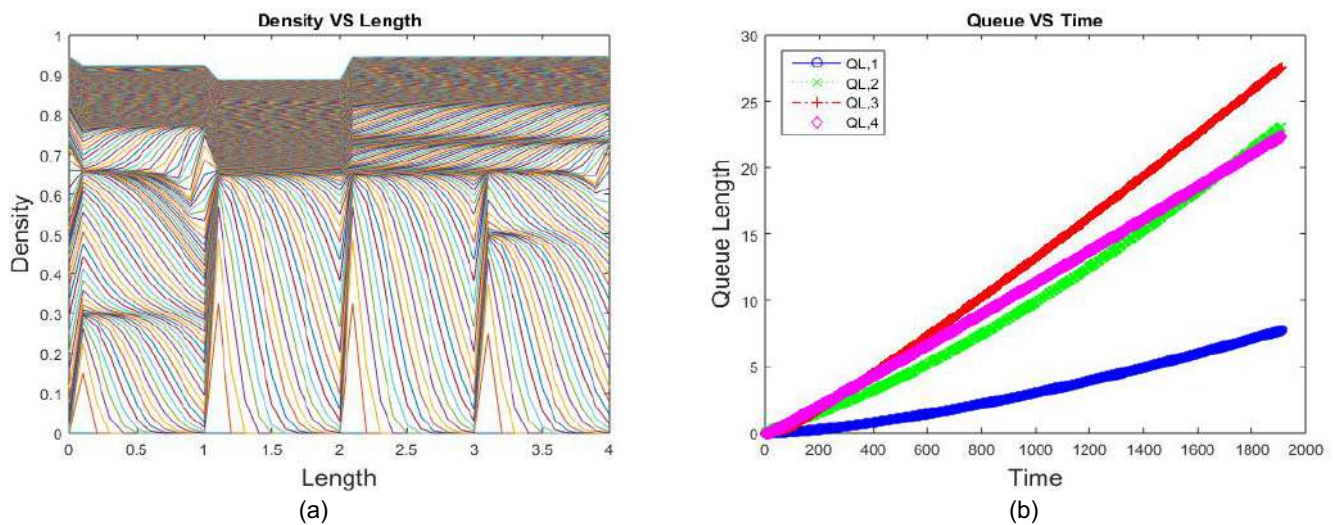 Density VS Length
1
0.9
0.8
0.7
0.6
0.5
0.4
0.3
0.2
0.1
0
Density
0 0.5 1 1.5 2 2.5 3 3.5 4
Length
(a)
Queue VS Time
30
25
20
15
10
5
0
Queue Length
QL,1
QL,2
QL,3
QL,4
0 200 400 600 800 1000 1200 1400 1600 1800 2000
Time
(b)